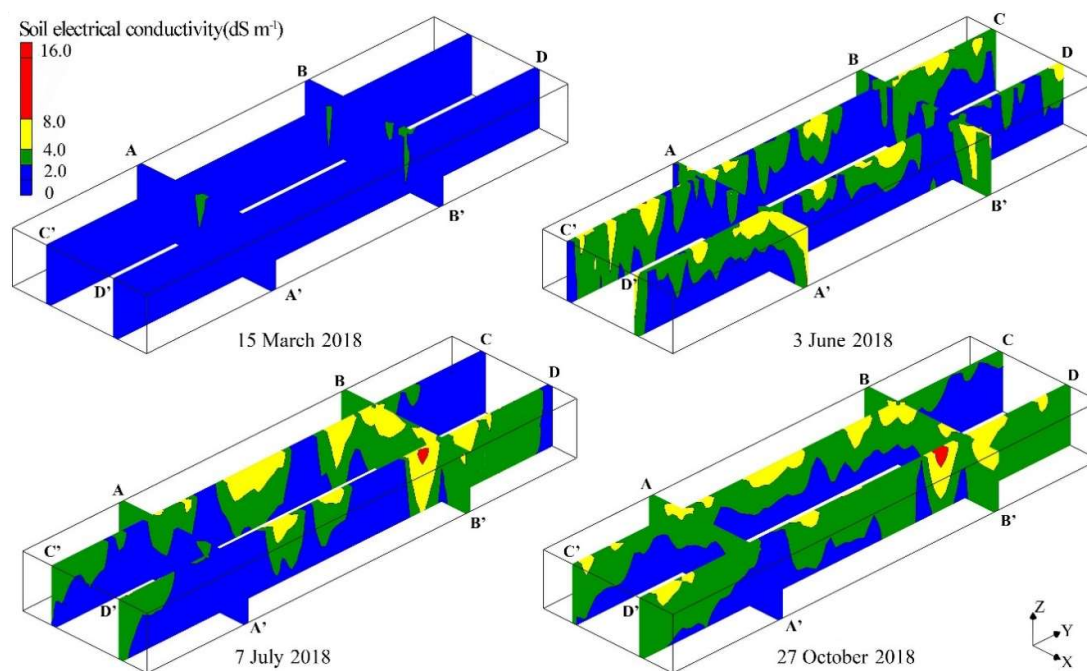 Soil electrical conductivity(dS m⁻¹)
16.0
8.0
4.0
2.0
0
A
B
C'
D
D'
A'
B'
15 March 2018
A
B
C
D
C'
D'
A'
B'
3 June 2018
A
B
C
D
C'
D'
A'
B'
7 July 2018
A
B
C
D
C'
D'
A'
B'
27 October 2018
Z
Y
X